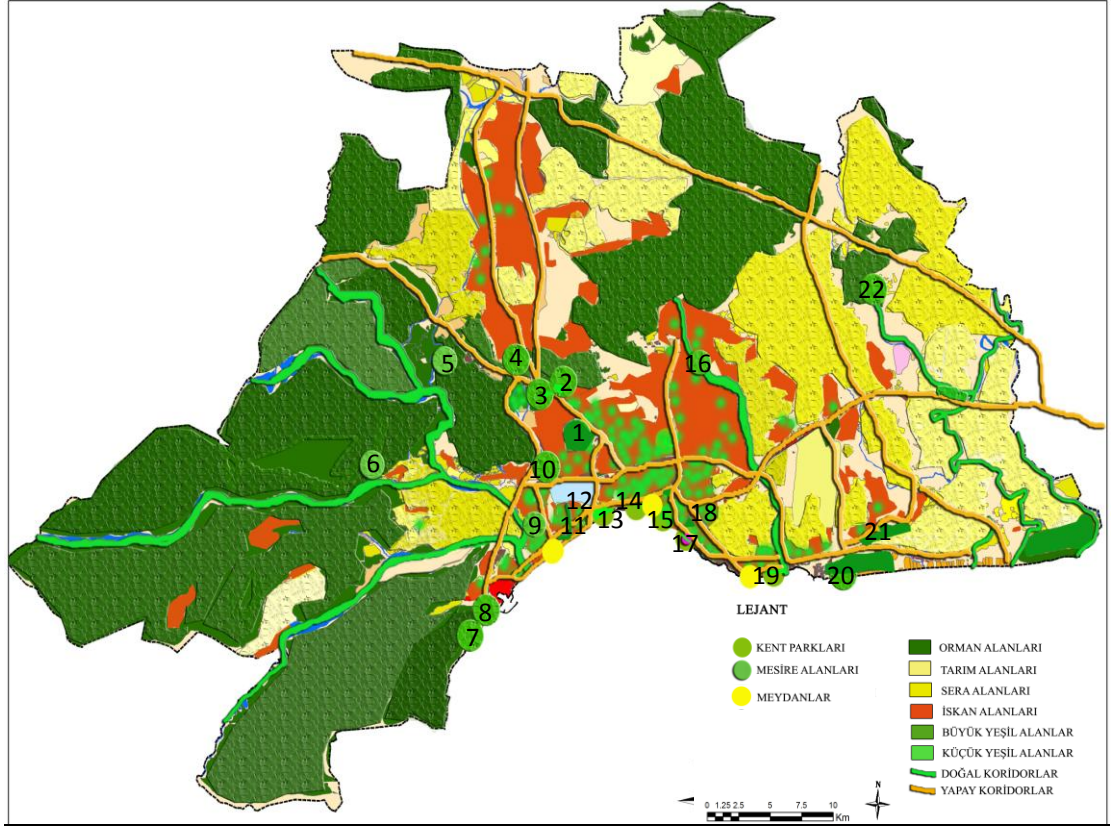 22
16
4
5
2
3
1
6
10
12
14
9
11
13
15
18
17
21
19
20
8
7
LEJANT
KENT PARKLARI
MESİRE ALANLARI
MEYDANLAR
ORMAN ALANLARI
TARIM ALANLARI
SERA ALANLARI
İSKAN ALANLARI
BÜYÜK YEŞİL ALANLAR
KÜÇÜK YEŞİL ALANLAR
DOĞAL KORİDORLAR
YAPAY KORİDORLAR
N
0 1.25 2.5 5 7.5 10
Km